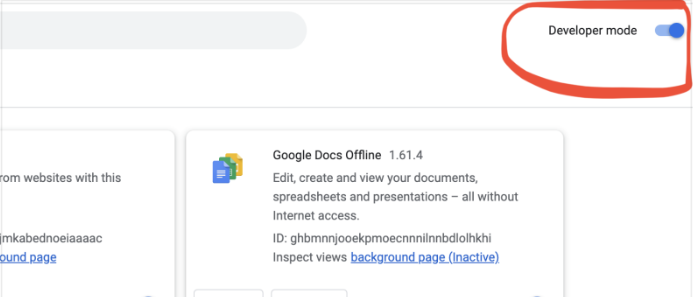 Developer mode
rom websites with this
jmkabednoeiaaaac
ound page
Google Docs Offline 1.61.4
Edit, create and view your documents,
spreadsheets and presentations – all without
Internet access.
ID: ghbmnnjooekpmoecnnnilnnbdlolhkhi
Inspect views background page (Inactive)